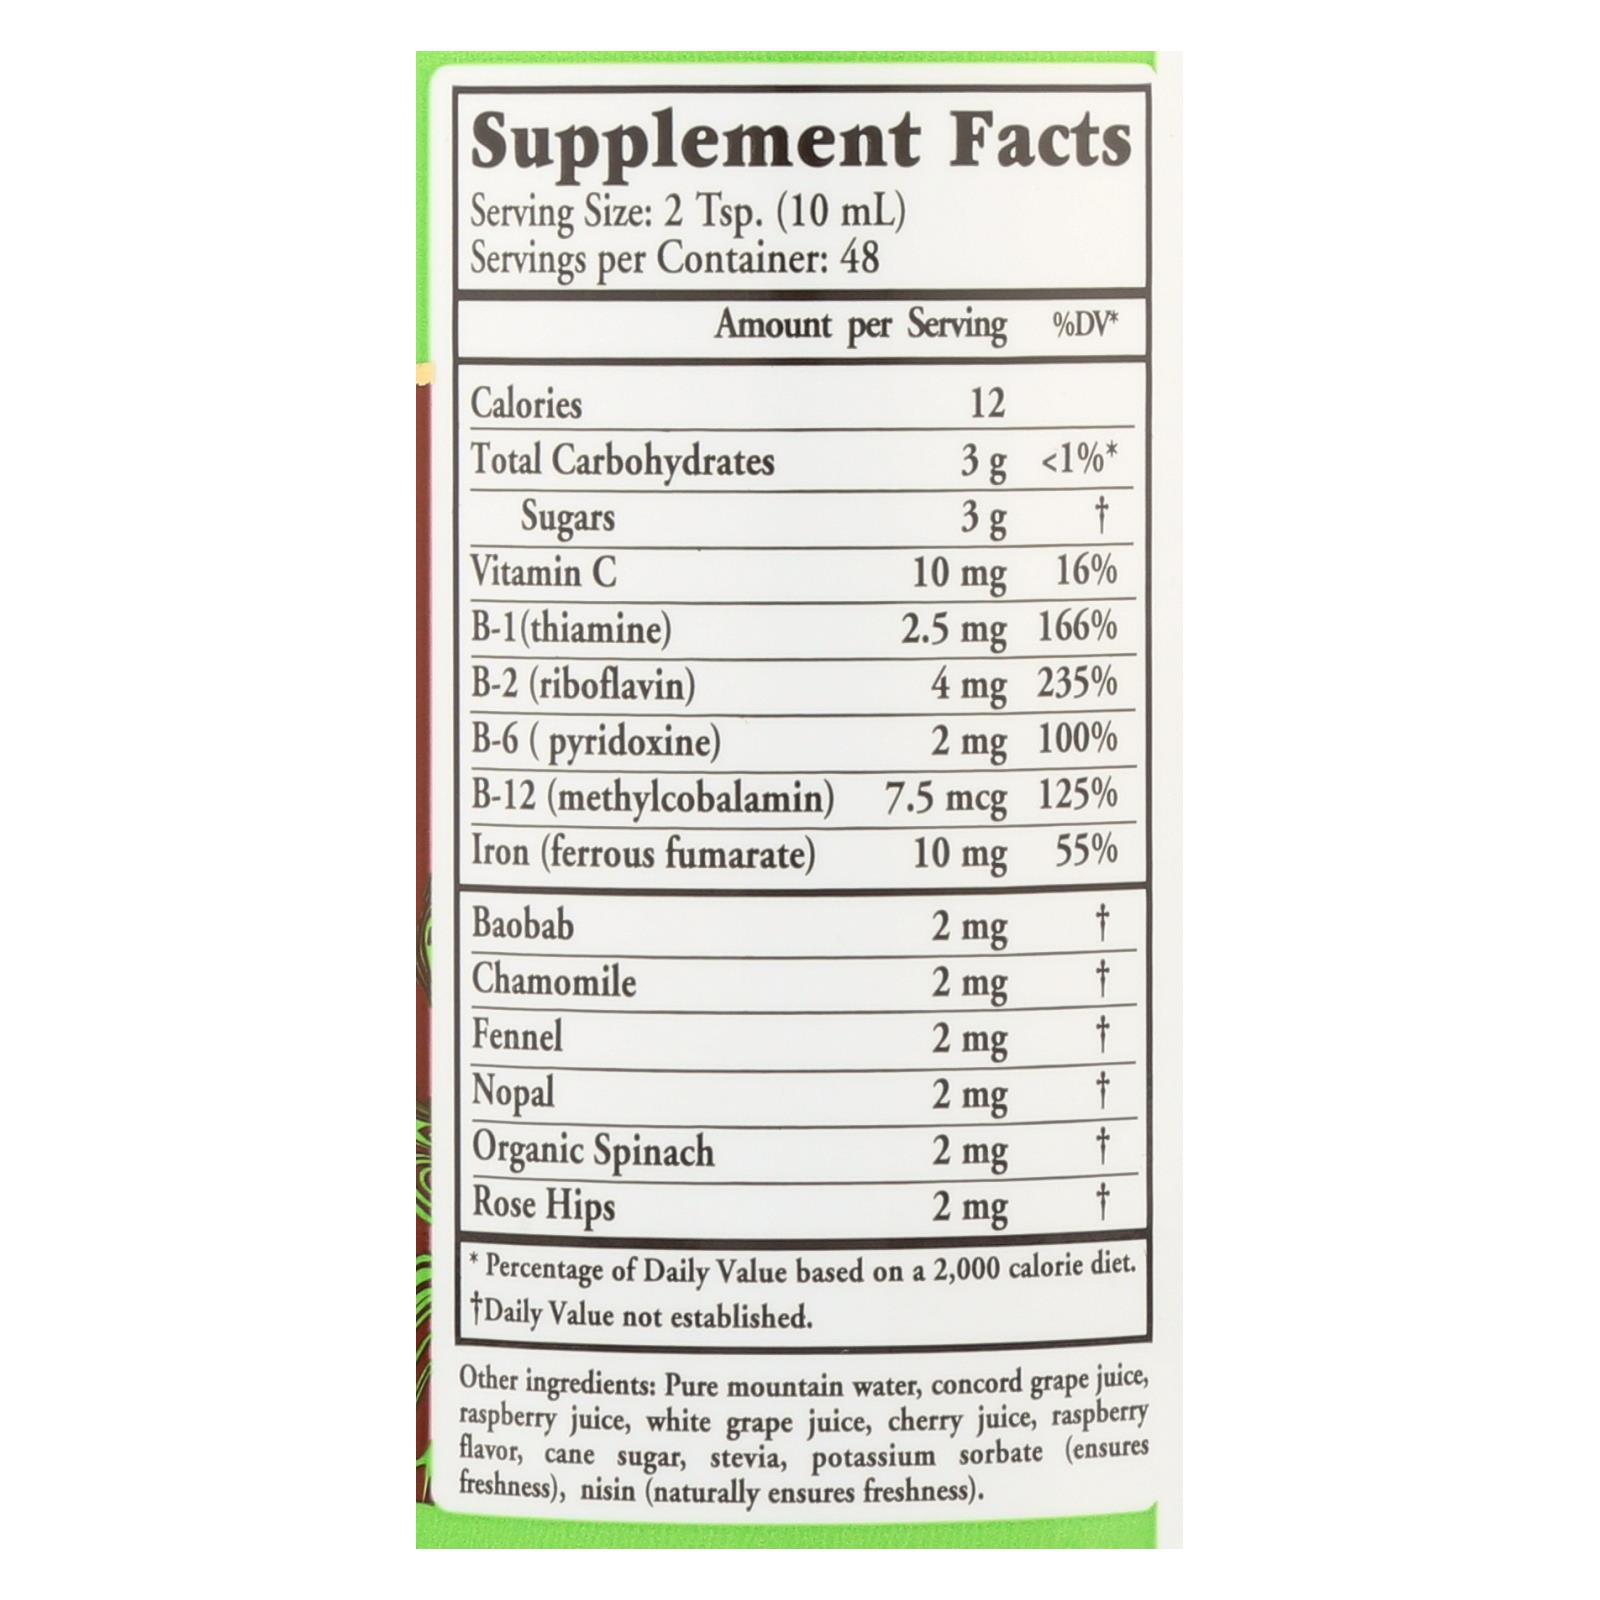 Supplement Facts
Serving Size: 2 Tsp. (10 mL)
Servings per Container: 48
Amount per Serving %DV*
Calories 12
Total Carbohydrates 3 g <1%*
Sugars 3 g †
Vitamin C 10 mg 16%
B-1(thiamine) 2.5 mg 166%
B-2 (riboflavin) 4 mg 235%
B-6 ( pyridoxine) 2 mg 100%
B-12 (methylcobalamin) 7.5 mcg 125%
Iron (ferrous fumarate) 10 mg 55%
Baobab 2 mg †
Chamomile 2 mg †
Fennel 2 mg †
Nopal 2 mg †
Organic Spinach 2 mg †
Rose Hips 2 mg †
* Percentage of Daily Value based on a 2,000 calorie diet.
†Daily Value not established.
Other ingredients: Pure mountain water, concord grape juice,
raspberry juice, white grape juice, cherry juice, raspberry
flavor, cane sugar, stevia, potassium sorbate (ensures
freshness), nisin (naturally ensures freshness).